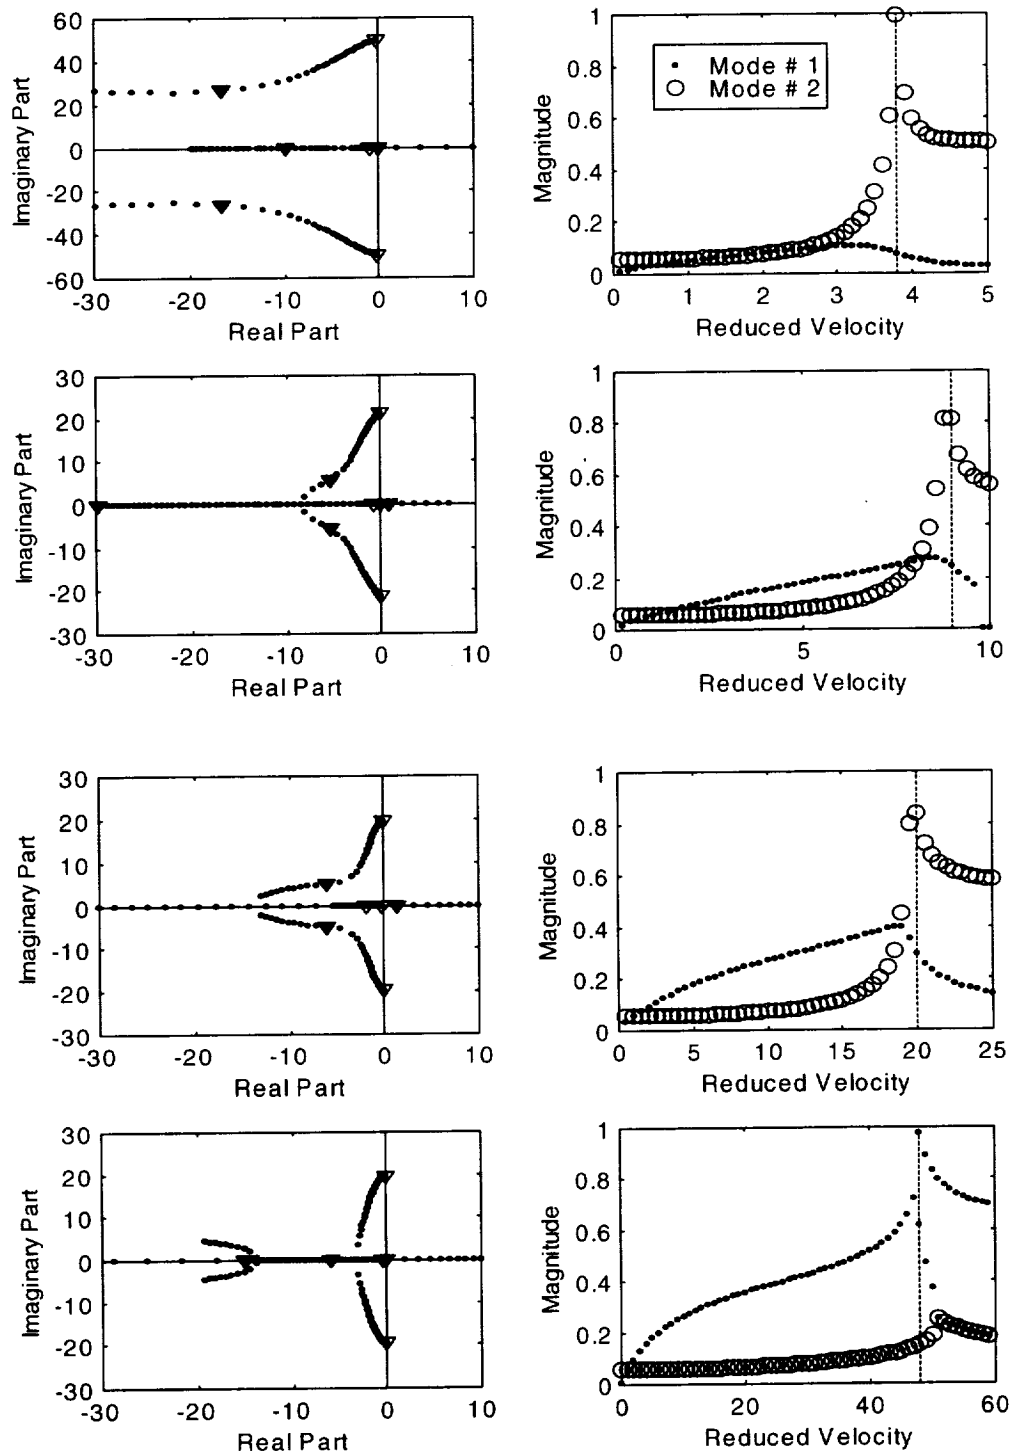 60
40
20
0
-20
-40
-60
-30 -20 -10 0 10
Imaginary Part
Real Part
1
0.8
0.6
0.4
0.2
0
0 1 2 3 4 5
Magnitude
Reduced Velocity
Mode # 1
Mode # 2
30
20
10
0
-10
-20
-30
-30 -20 -10 0 10
Imaginary Part
Real Part
1
0.8
0.6
0.4
0.2
0
0 5 10
Magnitude
Reduced Velocity
30
20
10
0
-10
-20
-30
-30 -20 -10 0 10
Imaginary Part
Real Part
1
0.8
0.6
0.4
0.2
0
0 5 10 15 20 25
Magnitude
Reduced Velocity
30
20
10
0
-10
-20
-30
-30 -20 -10 0 10
Imaginary Part
Real Part
1
0.8
0.6
0.4
0.2
0
0 20 40 60
Magnitude
Reduced Velocity